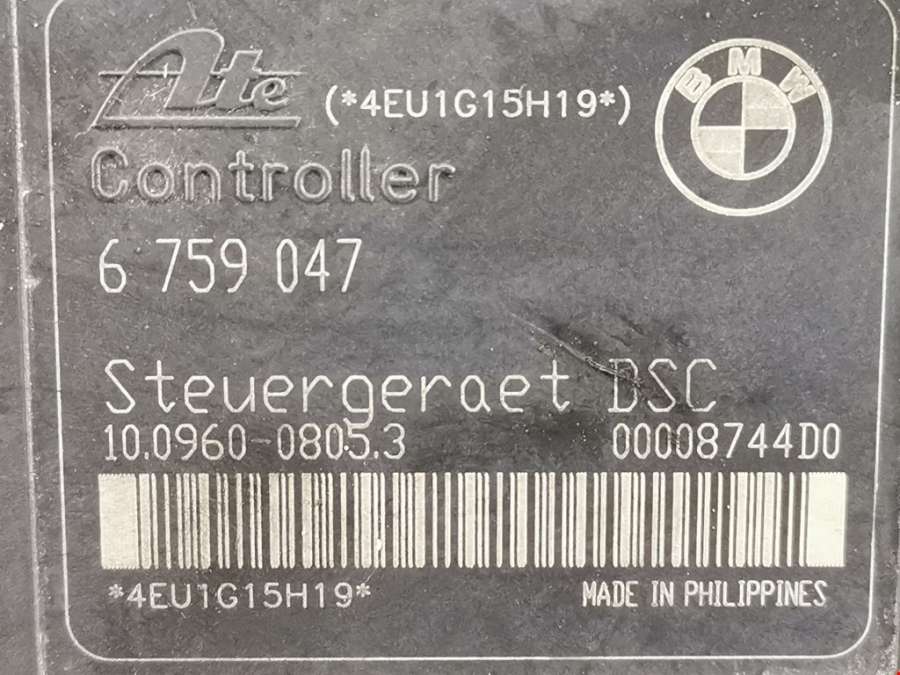 Ate (*4EU1G15H19*)
BMW
Controller
6 759 047
Steuergeraet DSC
10.0960-0805.3 00008744D0
*4EU1G15H19* MADE IN PHILIPPINES